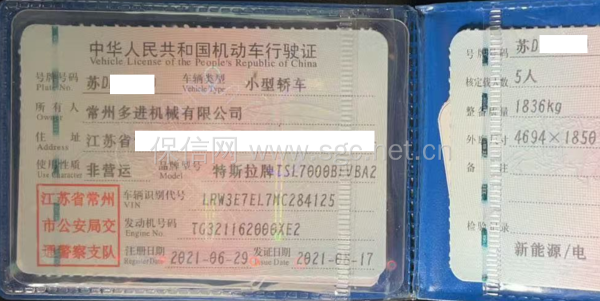 中华人民共和国机动车行驶证
Vehicle License of the People's Republic of China
号牌号码 苏D 车辆类型 小型轿车
Plate No. Vehicle Type
所有人 常州多进机械有限公司
Owner
住址 江苏省
Address
使用性质 非营运 品牌型号 特斯拉牌TSL7000BEVBA2
Use Character Model
江苏省常州
市公安局交
通警察支队
车辆识别代号 LRW3E7EL7MC284125
VIN
发动机号码 TG321162000XE2
Engine No.
注册日期 2021-06-29 发证日期
Register Date Issue Date
保信网 www.sgc.net.cn
号牌号码 苏D
核定载人数 5人
整备质量 1836kg
外廓尺寸 4694×1850
备注
检验记录
新能源/电